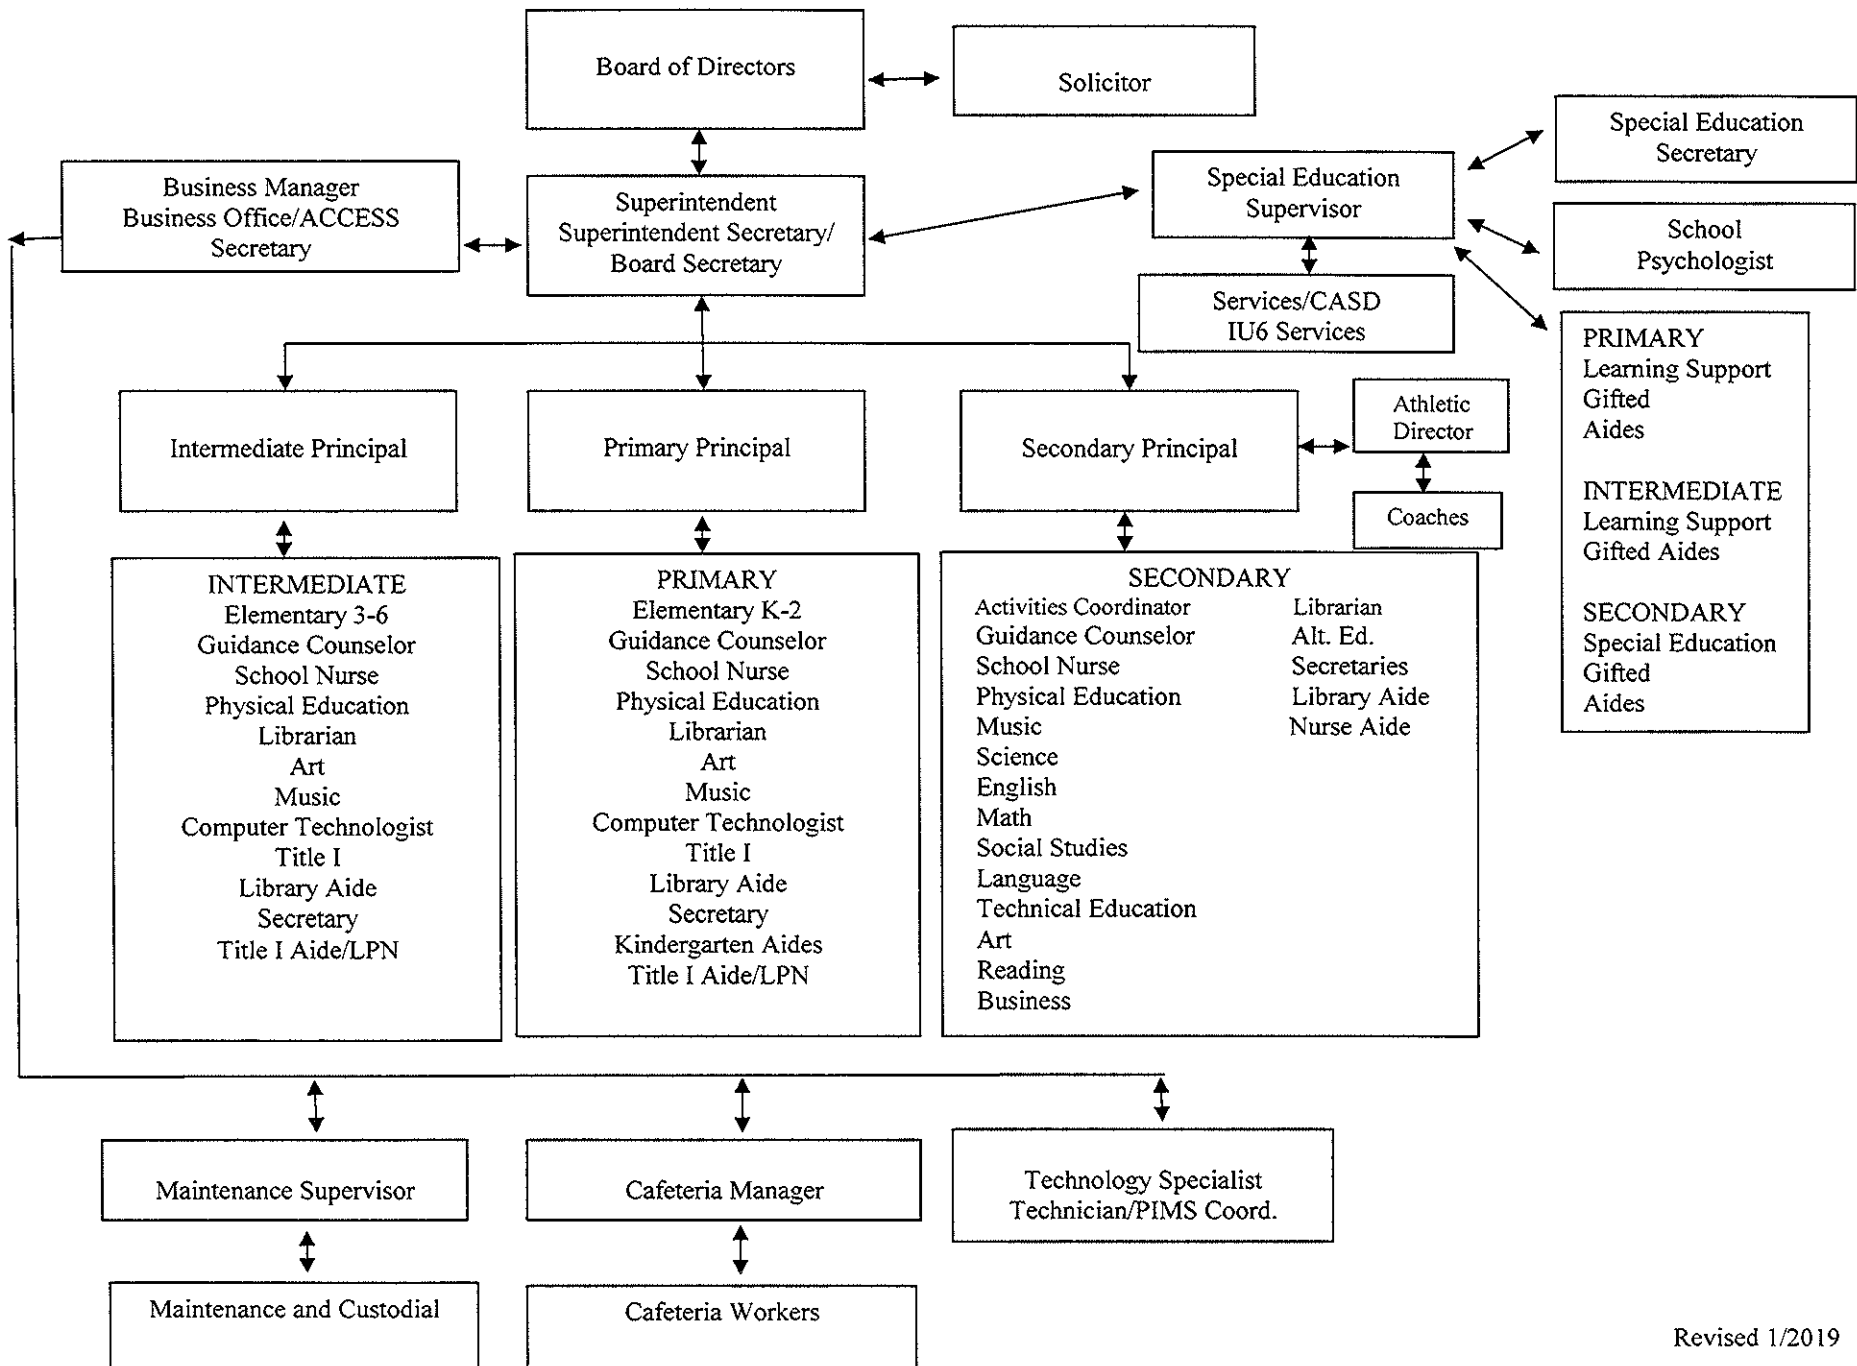 Board of Directors
Solicitor
Special Education
Secretary
Business Manager
Business Office/ACCESS
Secretary
Superintendent
Superintendent Secretary/
Board Secretary
Special Education
Supervisor
School
Psychologist
Services/CASD
IU6 Services
PRIMARY
Learning Support
Gifted
Aides
INTERMEDIATE
Learning Support
Gifted Aides
SECONDARY
Special Education
Gifted
Aides
Intermediate Principal
Primary Principal
Secondary Principal
Athletic
Director
Coaches
INTERMEDIATE
Elementary 3-6
Guidance Counselor
School Nurse
Physical Education
Librarian
Art
Music
Computer Technologist
Title I
Library Aide
Secretary
Title I Aide/LPN
PRIMARY
Elementary K-2
Guidance Counselor
School Nurse
Physical Education
Librarian
Art
Music
Computer Technologist
Title I
Library Aide
Secretary
Kindergarten Aides
Title I Aide/LPN
SECONDARY
Activities Coordinator
Guidance Counselor
School Nurse
Physical Education
Music
Science
English
Math
Social Studies
Language
Technical Education
Art
Reading
Business
Librarian
Alt. Ed.
Secretaries
Library Aide
Nurse Aide
Maintenance Supervisor
Cafeteria Manager
Technology Specialist
Technician/PIMS Coord.
Maintenance and Custodial
Cafeteria Workers
Revised 1/2019